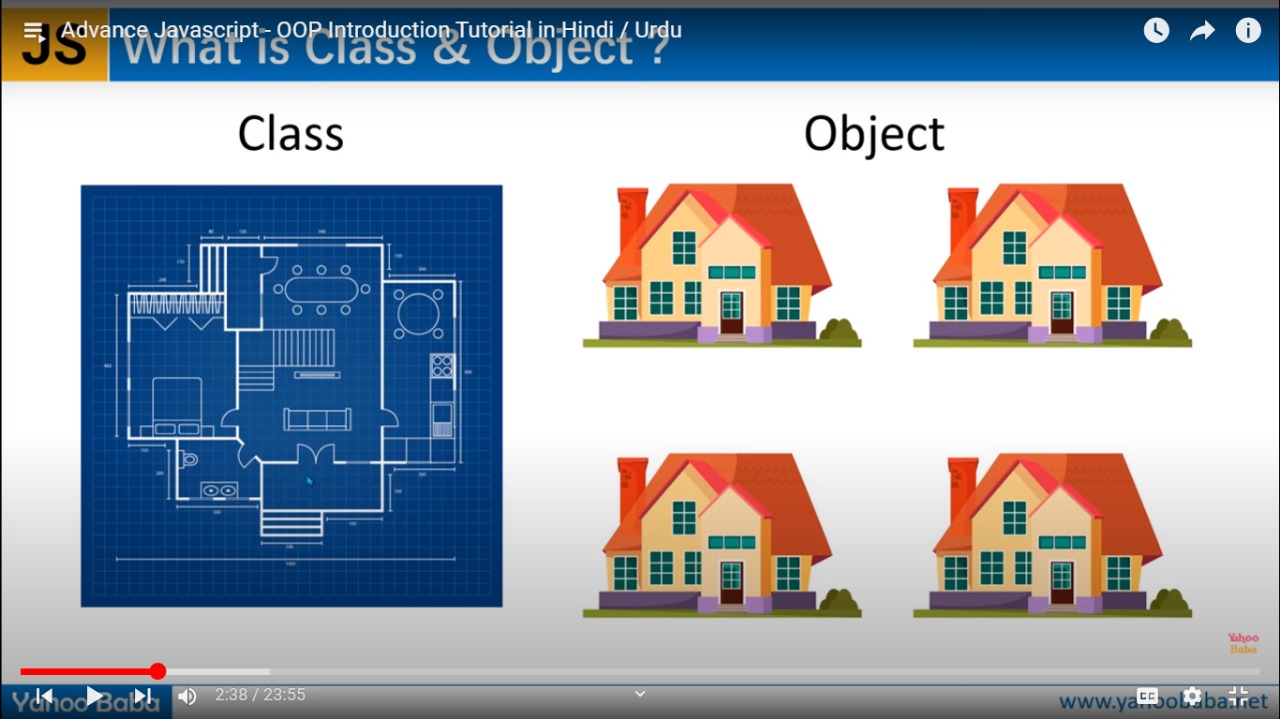 Advance Javascript - OOP Introduction Tutorial in Hindi / Urdu
JS What is Class & Object ?
Class
Object
Yahoo
Baba
2:38 / 23:55
CC
Yahoo Baba
www.yahoobaba.net